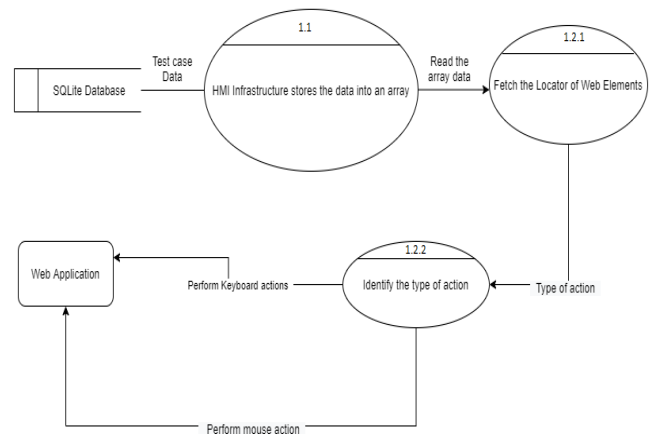 1.1
1.2.1
Test case
Data
Read the
array data
SQLite Database
HMI Infrastructure stores the data into an array
Fetch the Locator of Web Elements
1.2.2
Web Application
Perform Keyboard actions
Identify the type of action
Type of action
Perform mouse action